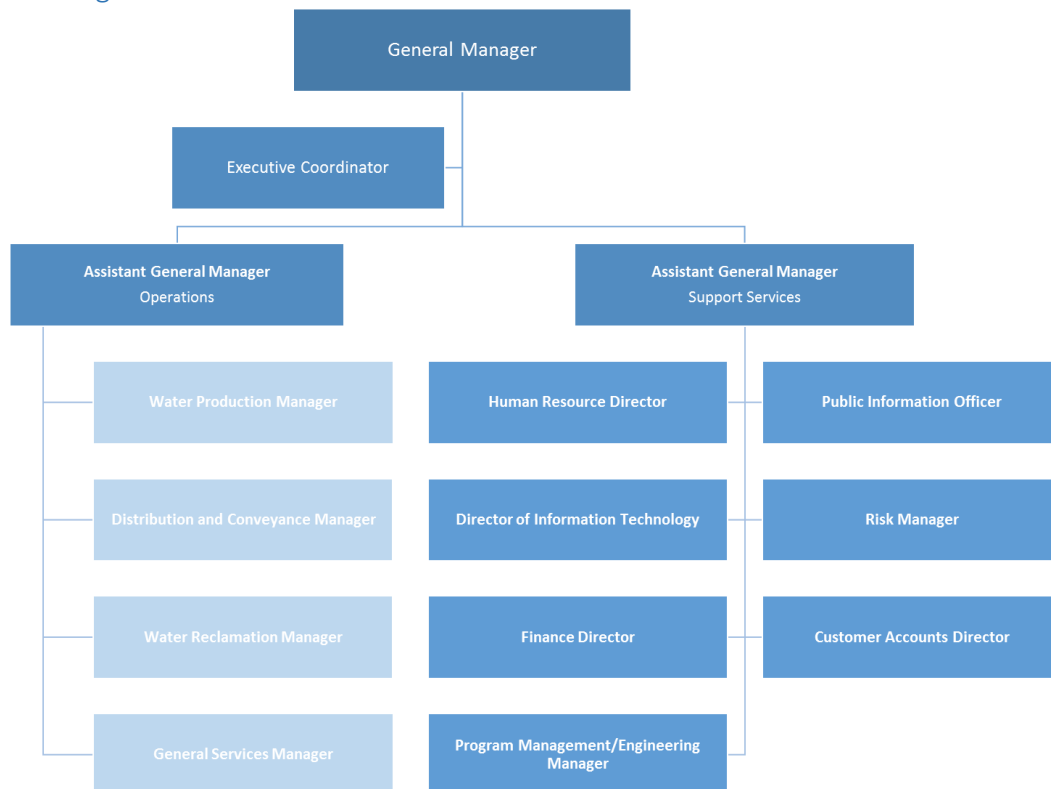 General Manager
Executive Coordinator
Assistant General Manager
Operations
Assistant General Manager
Support Services
Water Production Manager
Human Resource Director
Public Information Officer
Distribution and Conveyance Manager
Director of Information Technology
Risk Manager
Water Reclamation Manager
Finance Director
Customer Accounts Director
General Services Manager
Program Management/Engineering
Manager